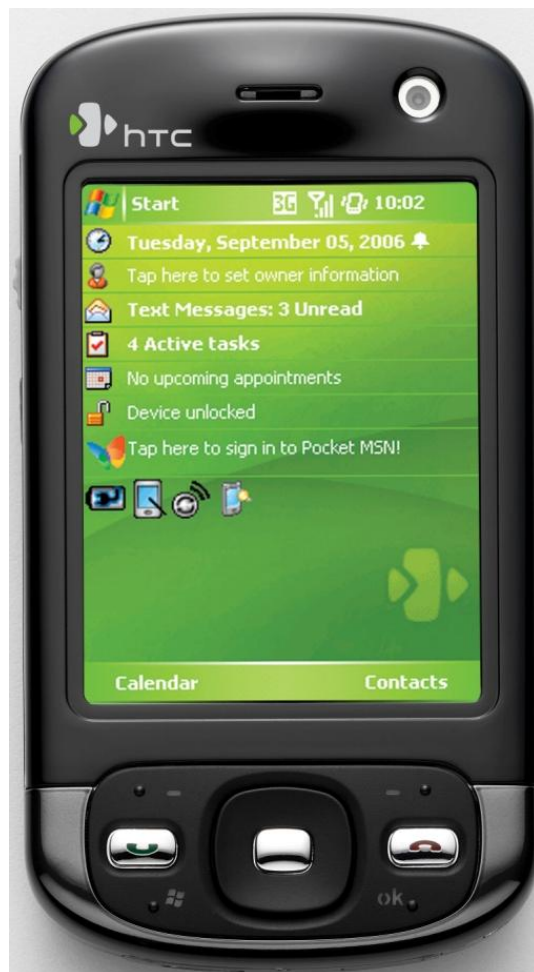 hTC
Start 3G 10:02
Tuesday, September 05, 2006
Tap here to set owner information
Text Messages: 3 Unread
4 Active tasks
No upcoming appointments
Device unlocked
Tap here to sign in to Pocket MSN!
Calendar Contacts
ok